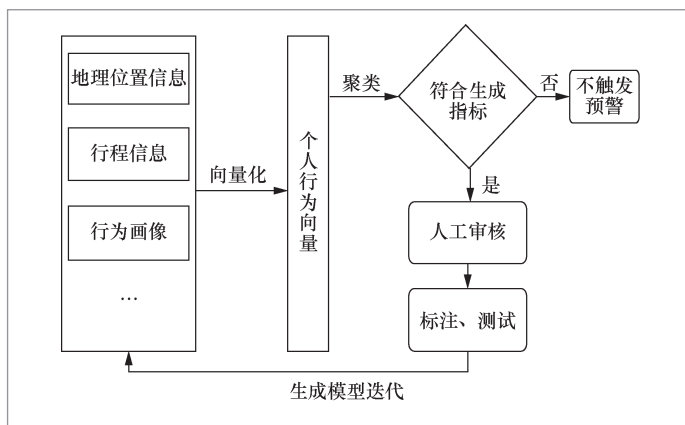 地理位置信息
行程信息
行为画像
…
向量化
个人行为向量
聚类
符合生成
指标
否
不触发
预警
是
人工审核
标注、测试
生成模型迭代